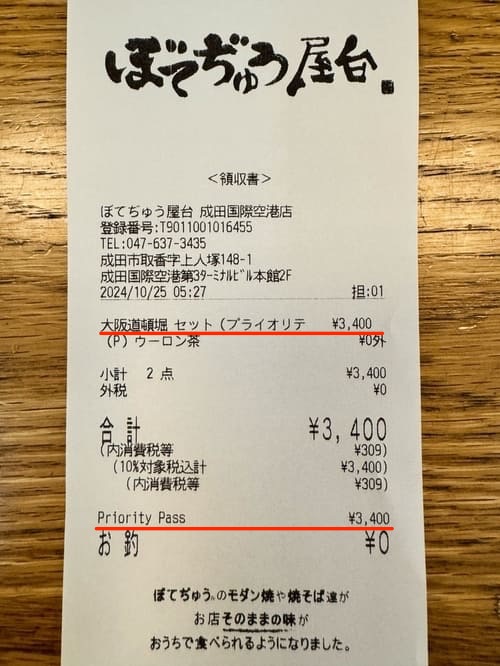 ぼてぢゅう屋台
＜領収書＞
ぼてぢゅう屋台 成田国際空港店
登録番号:T9011001016455
TEL:047-637-3435
成田市取香字上人塚148-1
成田国際空港第3ﾀｰﾐﾅﾙﾋﾞﾙ本館2F
2024/10/25 05:27 担:01
大阪道頓堀 セット（プライオリテ ¥3,400
(P) ウーロン茶 ¥0外
小計 2 点 ¥3,400
外税 ¥0
合 計 ¥3,400
(内消費税等 ¥309)
(10%対象税込計 ¥3,400)
(内消費税等 ¥309)
Priority Pass ¥3,400
お釣 ¥0
ぼてぢゅう®のモダン焼や焼そば達が
お店そのままの味が
おうちで食べられるようになりました。